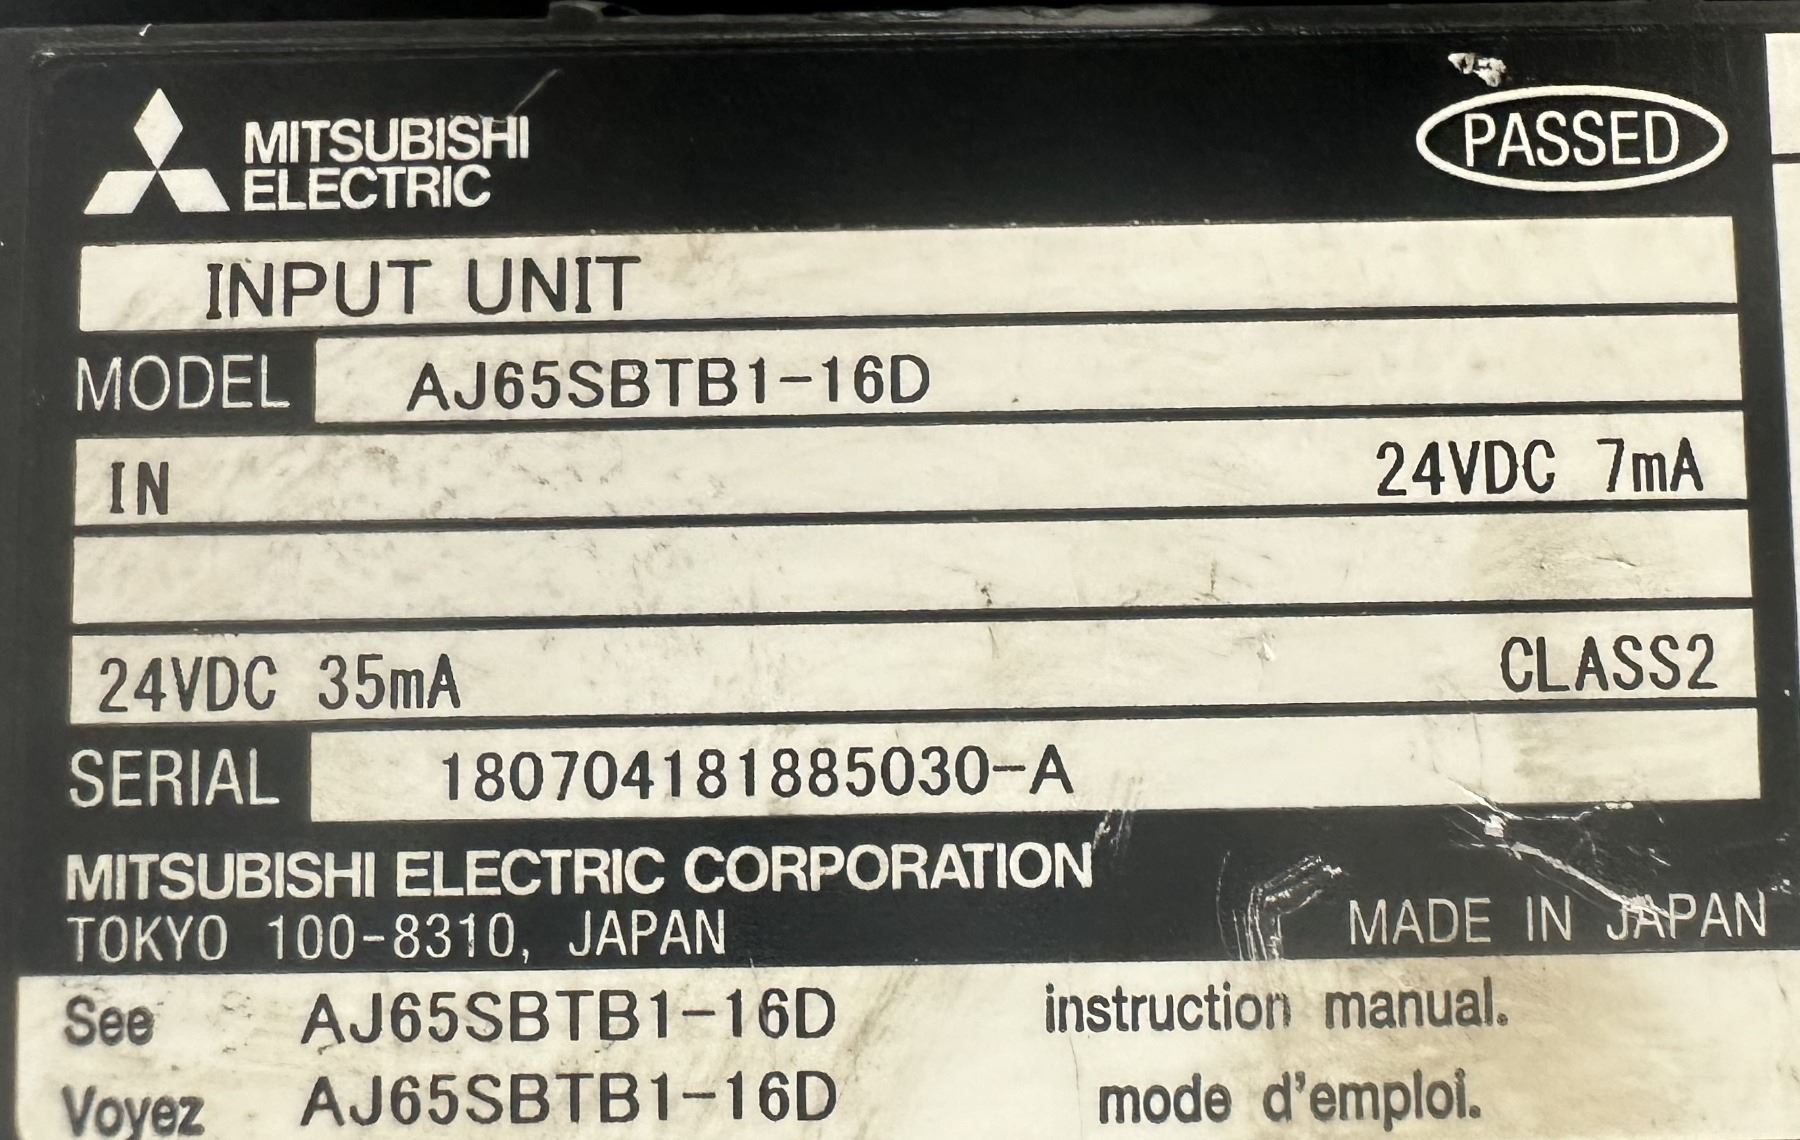 MITSUBISHI
ELECTRIC
PASSED
INPUT UNIT
MODEL AJ65SBTB1-16D
IN 24VDC 7mA
24VDC 35mA CLASS2
SERIAL 180704181885030-A
MITSUBISHI ELECTRIC CORPORATION
TOKYO 100-8310, JAPAN MADE IN JAPAN
See AJ65SBTB1-16D instruction manual.
Voyez AJ65SBTB1-16D mode d'emploi.